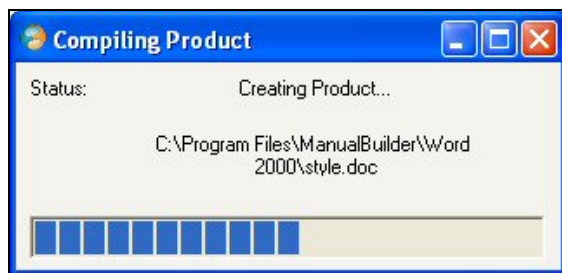 Compiling Product
Status: Creating Product...
C:\Program Files\ManualBuilder\Word
2000\style.doc